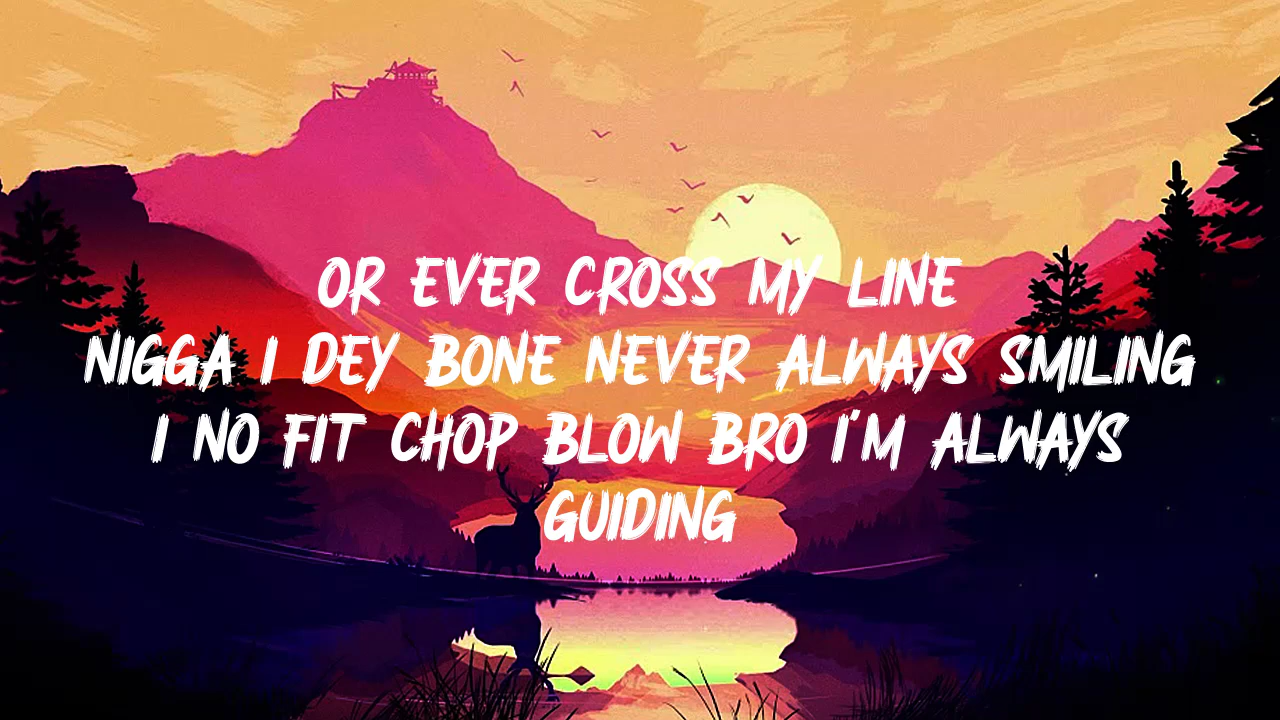 OR EVER CROSS MY LINE
NIGGA I DEY BONE NEVER ALWAYS SMILING
I NO FIT CHOP BLOW BRO I'M ALWAYS
GUIDING